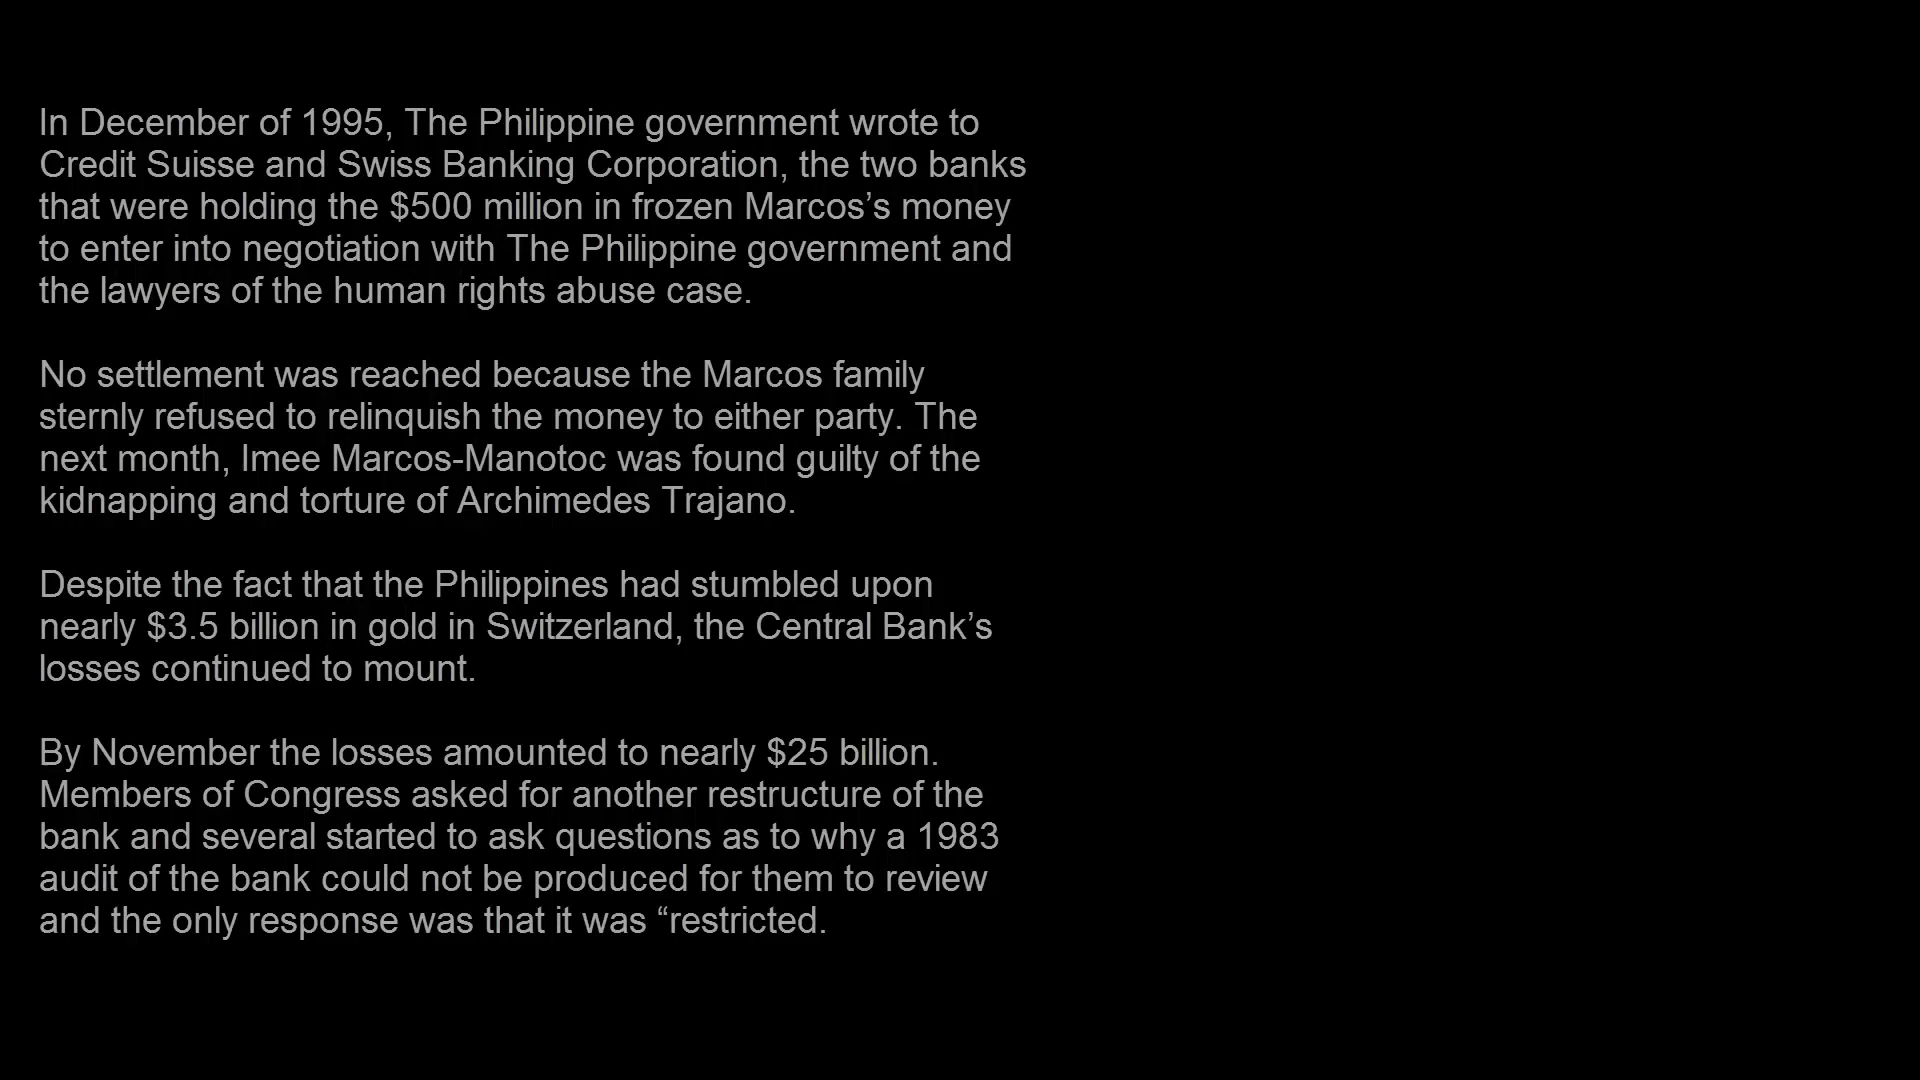 In December of 1995, The Philippine government wrote to
Credit Suisse and Swiss Banking Corporation, the two banks
that were holding the $500 million in frozen Marcos’s money
to enter into negotiation with The Philippine government and
the lawyers of the human rights abuse case.
No settlement was reached because the Marcos family
sternly refused to relinquish the money to either party. The
next month, Imee Marcos-Manotoc was found guilty of the
kidnapping and torture of Archimedes Trajano.
Despite the fact that the Philippines had stumbled upon
nearly $3.5 billion in gold in Switzerland, the Central Bank’s
losses continued to mount.
By November the losses amounted to nearly $25 billion.
Members of Congress asked for another restructure of the
bank and several started to ask questions as to why a 1983
audit of the bank could not be produced for them to review
and the only response was that it was “restricted.